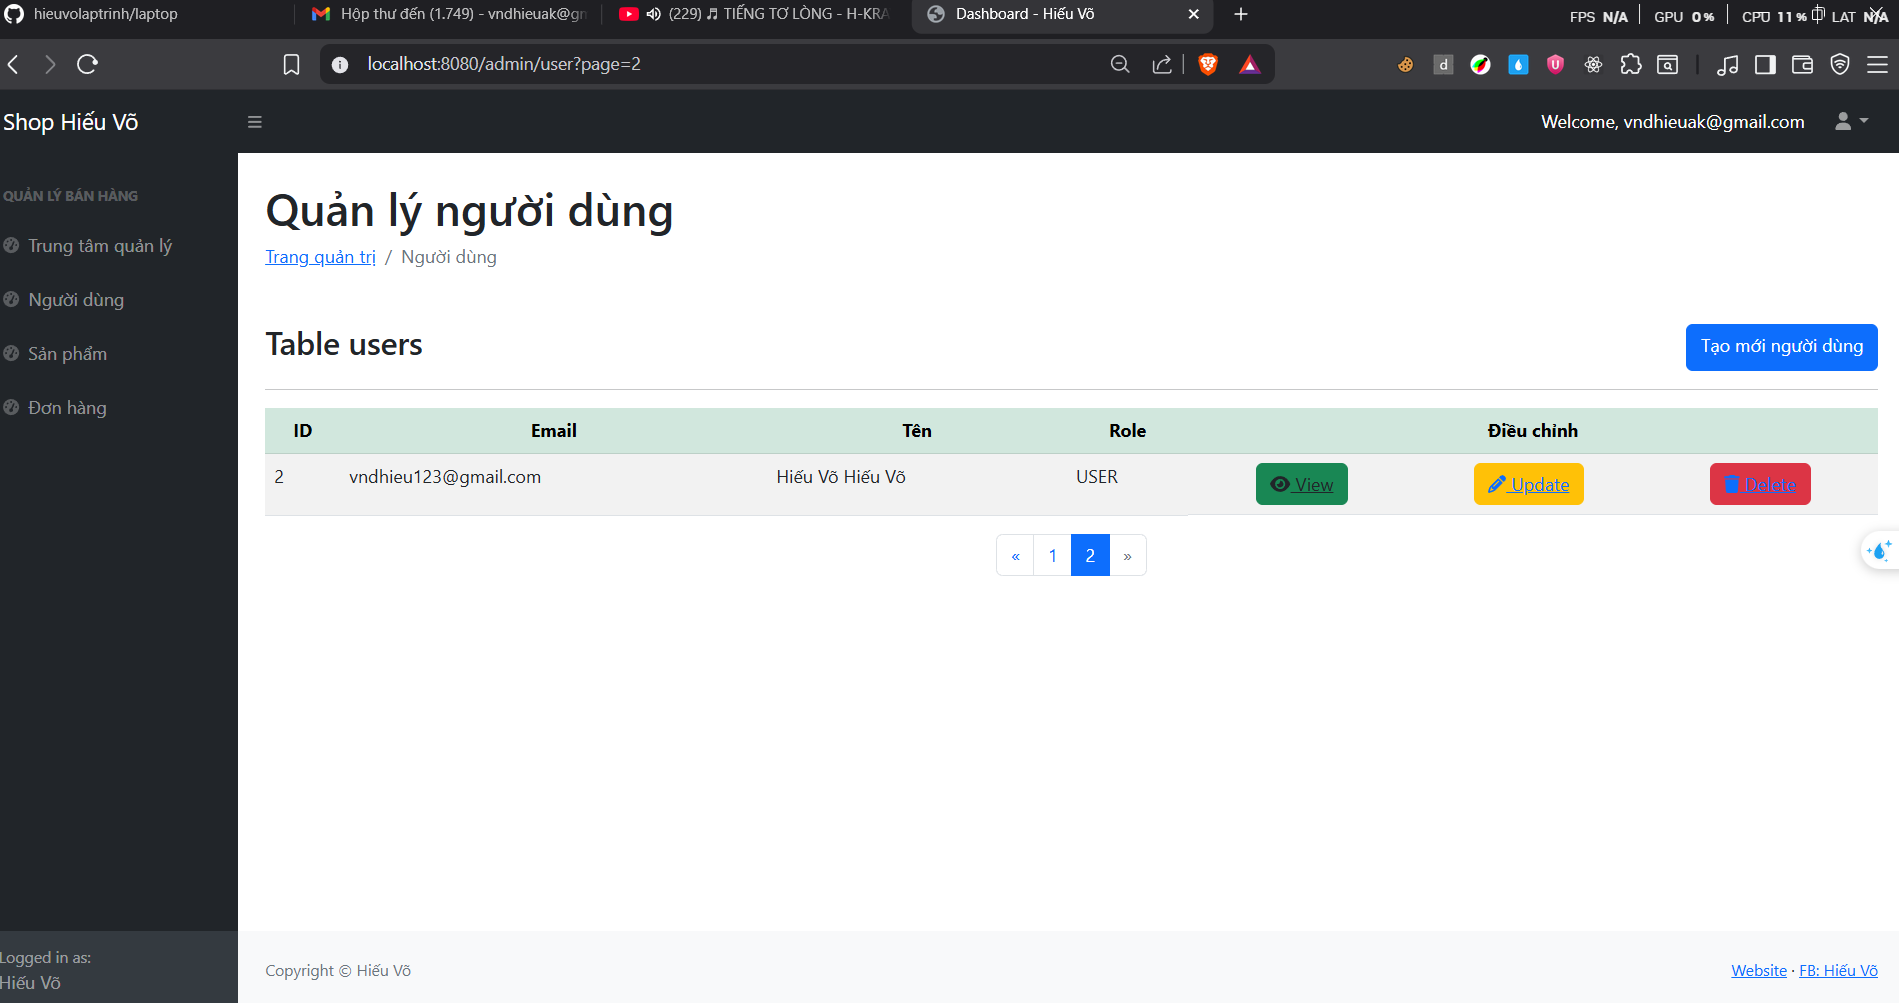 hieuvolaptrinh/laptop
Hộp thư đến (1.749) - vndhieuak@gm
(229) ♬ TIẾNG TƠ LÒNG - H-KRA
Dashboard - Hiếu Võ
FPS N/A GPU 0% CPU 11% LAT N/A
localhost:8080/admin/user?page=2
Shop Hiếu Võ
Welcome, vndhieuak@gmail.com
QUẢN LÝ BÁN HÀNG
Trung tâm quản lý
Người dùng
Sản phẩm
Đơn hàng
Quản lý người dùng
Trang quản trị / Người dùng
Table users
Tạo mới người dùng
ID Email Tên Role Điều chỉnh
2 vndhieu123@gmail.com Hiếu Võ Hiếu Võ USER View Update Delete
« 1 2 »
Logged in as:
Hiếu Võ
Copyright © Hiếu Võ
Website · FB: Hiếu Võ